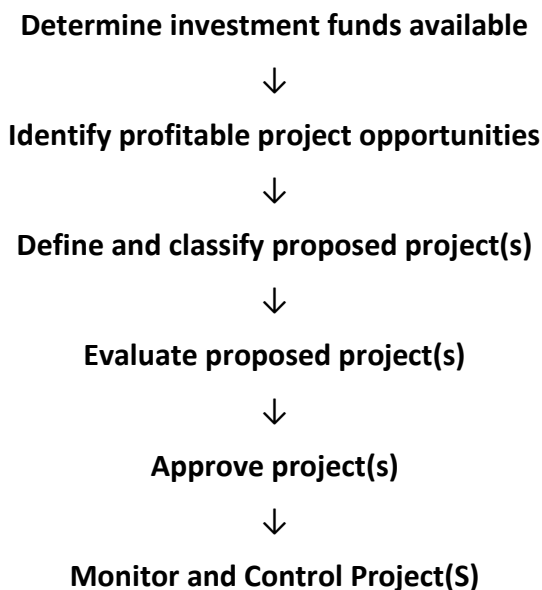 Determine investment funds available
↓
Identify profitable project opportunities
↓
Define and classify proposed project(s)
↓
Evaluate proposed project(s)
↓
Approve project(s)
↓
Monitor and Control Project(S)